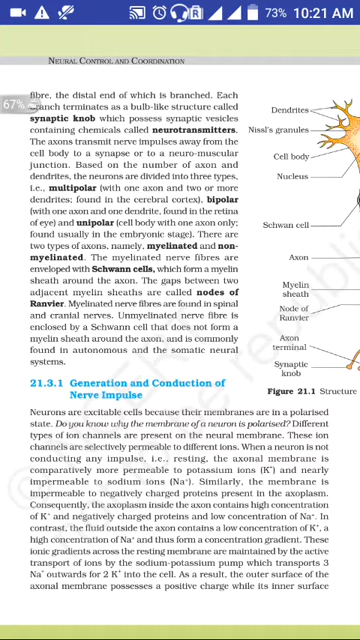 73% 10:21 AM
NEURAL CONTROL AND COORDINATION
67%
fibre, the distal end of which is branched. Each
branch terminates as a bulb-like structure called
synaptic knob which possess synaptic vesicles
containing chemicals called neurotransmitters.
The axons transmit nerve impulses away from the
cell body to a synapse or to a neuro-muscular
junction. Based on the number of axon and
dendrites, the neurons are divided into three types,
i.e., multipolar (with one axon and two or more
dendrites; found in the cerebral cortex), bipolar
(with one axon and one dendrite, found in the retina
of eye) and unipolar (cell body with one axon only;
found usually in the embryonic stage). There are
two types of axons, namely, myelinated and non-
myelinated. The myelinated nerve fibres are
enveloped with Schwann cells, which form a myelin
sheath around the axon. The gaps between two
adjacent myelin sheaths are called nodes of
Ranvier. Myelinated nerve fibres are found in spinal
and cranial nerves. Unmyelinated nerve fibre is
enclosed by a Schwann cell that does not form a
myelin sheath around the axon, and is commonly
found in autonomous and the somatic neural
systems.
Dendrites
Nissl's granules
Cell body
Nucleus
Schwan cell
Axon
Myelin
sheath
Node of
Ranvier
Axon
terminal
Synaptic
knob
Figure 21.1 Structure
21.3.1 Generation and Conduction of
Nerve Impulse
Neurons are excitable cells because their membranes are in a polarised
state. Do you know why the membrane of a neuron is polarised? Different
types of ion channels are present on the neural membrane. These ion
channels are selectively permeable to different ions. When a neuron is not
conducting any impulse, i.e., resting, the axonal membrane is
comparatively more permeable to potassium ions (K+) and nearly
impermeable to sodium ions (Na+). Similarly, the membrane is
impermeable to negatively charged proteins present in the axoplasm.
Consequently, the axoplasm inside the axon contains high concentration
of K+ and negatively charged proteins and low concentration of Na+. In
contrast, the fluid outside the axon contains a low concentration of K+, a
high concentration of Na+ and thus form a concentration gradient. These
ionic gradients across the resting membrane are maintained by the active
transport of ions by the sodium-potassium pump which transports 3
Na+ outwards for 2 K+ into the cell. As a result, the outer surface of the
axonal membrane possesses a positive charge while its inner surface